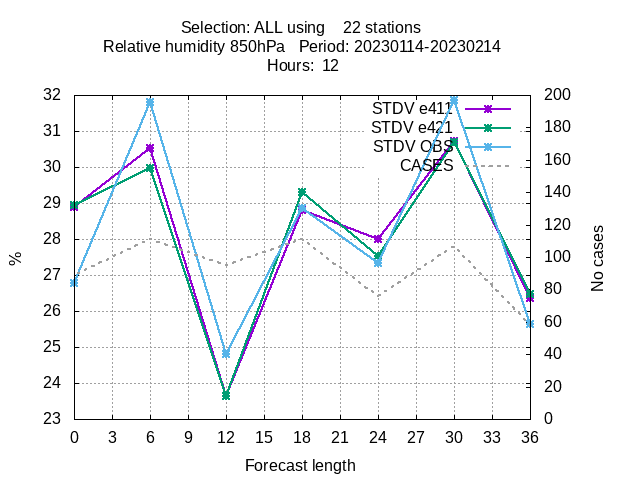 Selection: ALL using    22 stations
Relative humidity 850hPa   Period: 20230114-20230214
Hours:  12
32
31
30
29
28
27
26
25
24
23
%
200
180
160
140
120
100
80
60
40
20
0
No cases
STDV e411
STDV e421
STDV OBS
CASES
0 3 6 9 12 15 18 21 24 27 30 33 36
Forecast length